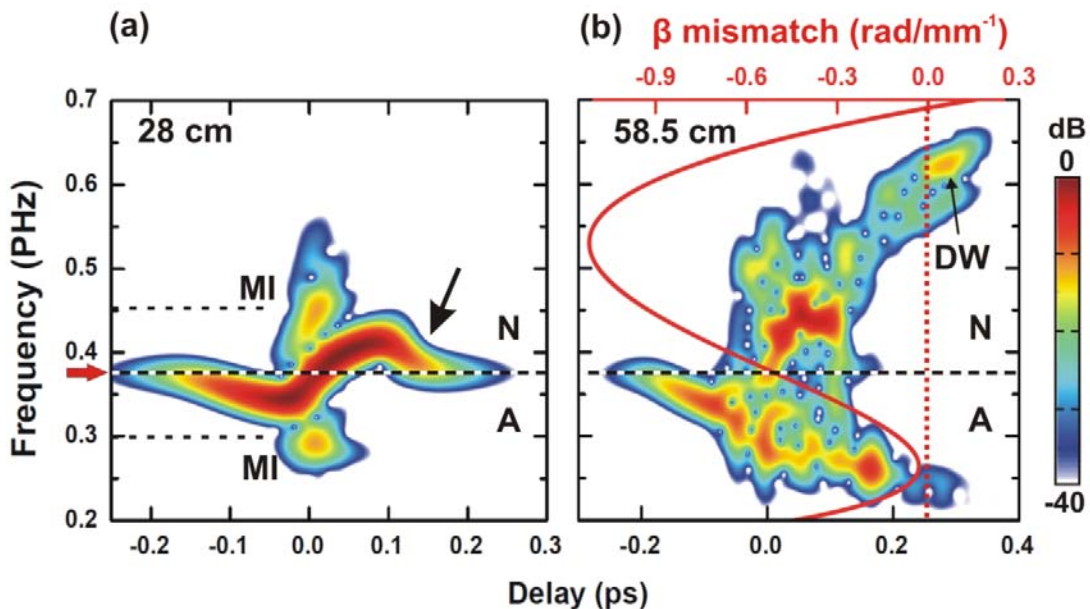 (a)
(b)
β mismatch (rad/mm⁻¹)
-0.9 -0.6 -0.3 0.0 0.3
0.7
0.6
0.5
0.4
0.3
0.2
Frequency (PHz)
28 cm
MI
N
A
MI
58.5 cm
DW
N
A
dB
0
-40
-0.2 -0.1 0.0 0.1 0.2 0.3
-0.2 0.0 0.2 0.4
Delay (ps)